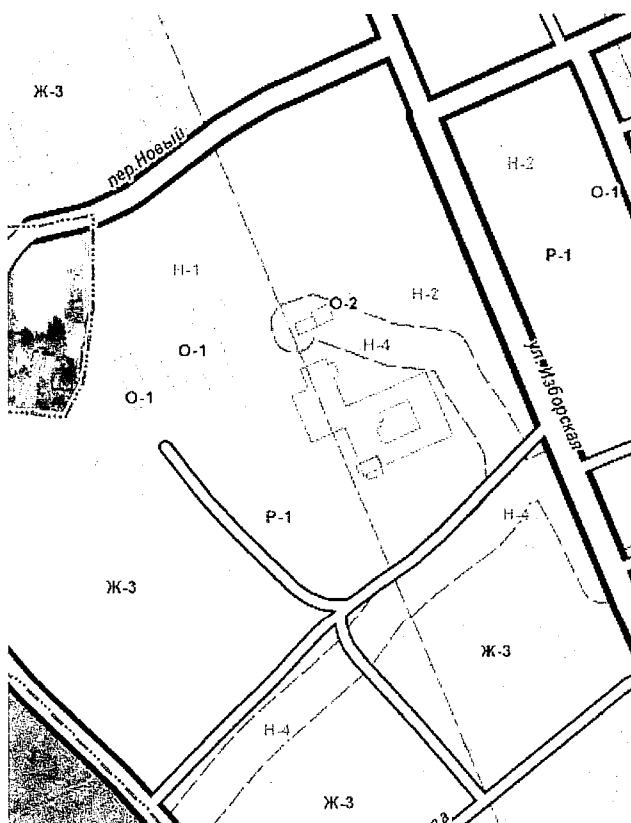 Ж-3
пер.Новый
Н-2
О-1
Р-1
Н-1
Н-2
О-2
Н-4
О-1
О-1
ул.Изборская
Р-1
Н-4
Ж-3
Ж-3
Н-4
Ж-3